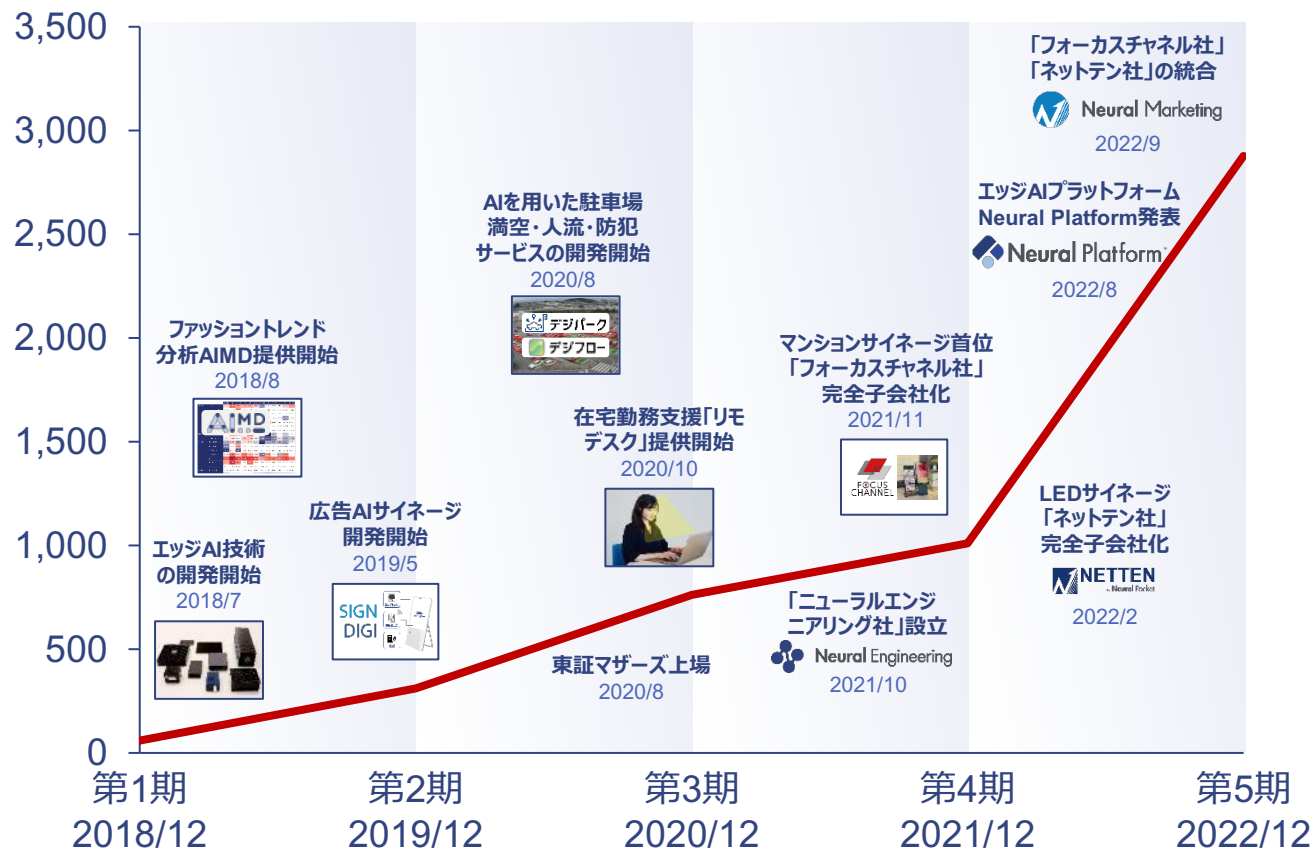 3,500
3,000
2,500
2,000
1,500
1,000
500
0
第1期
2018/12
第2期
2019/12
第3期
2020/12
第4期
2021/12
第5期
2022/12
エッジAI技術
の開発開始
2018/7
ファッショントレンド
分析AIMD提供開始
2018/8
AiMD
広告AIサイネージ
開発開始
2019/5
SIGN
DIGI
AIを用いた駐車場
満空・人流・防犯
サービスの開発開始
2020/8
デジパーク
デジフロー
在宅勤務支援「リモ
デスク」提供開始
2020/10
東証マザーズ上場
2020/8
マンションサイネージ首位
「フォーカスチャネル社」
完全子会社化
2021/11
FOCUS
CHANNEL
「ニューラルエンジ
ニアリング社」設立
Neural Engineering
2021/10
「フォーカスチャネル社」
「ネットテン社」の統合
Neural Marketing
2022/9
エッジAIプラットフォーム
Neural Platform発表
Neural Platform
2022/8
LEDサイネージ
「ネットテン社」
完全子会社化
NETTEN
by Neural Pocket
2022/2